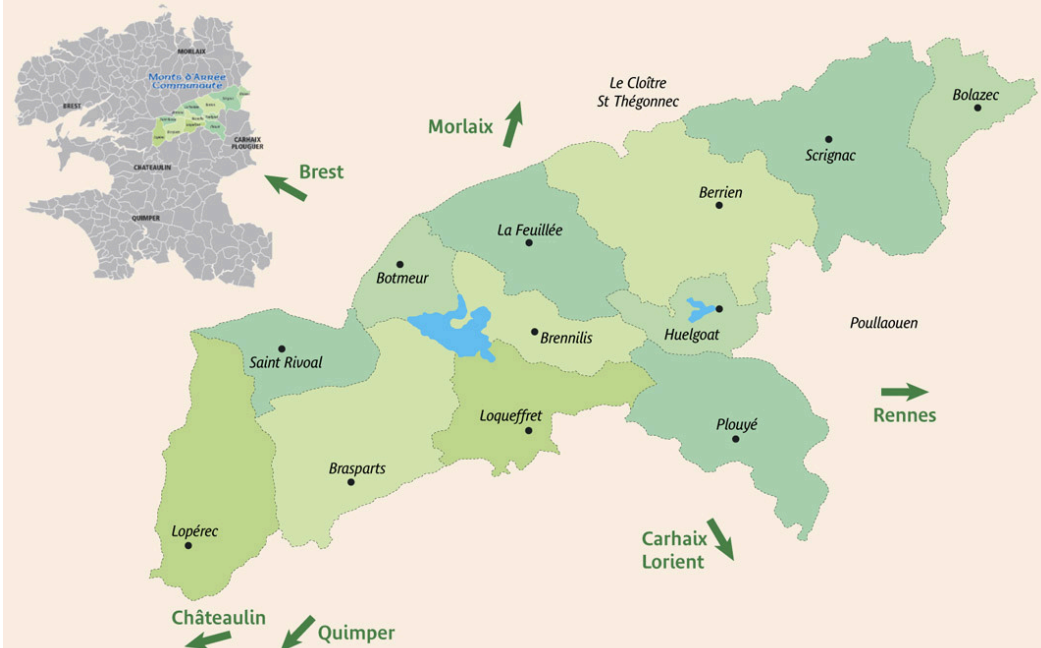 MORLAIX
Monts d'Arrée
Communauté
BREST
CARHAIX
PLOUGUER
CHATEAULIN
QUIMPER
Le Cloître
St Thégonnec
Morlaix
Brest
Bolazec
Scrignac
Berrien
La Feuillée
Botmeur
Huelgoat
Brennilis
Poullaouen
Saint Rivoal
Loqueffret
Rennes
Plouyé
Brasparts
Lopérec
Carhaix
Lorient
Châteaulin
Quimper